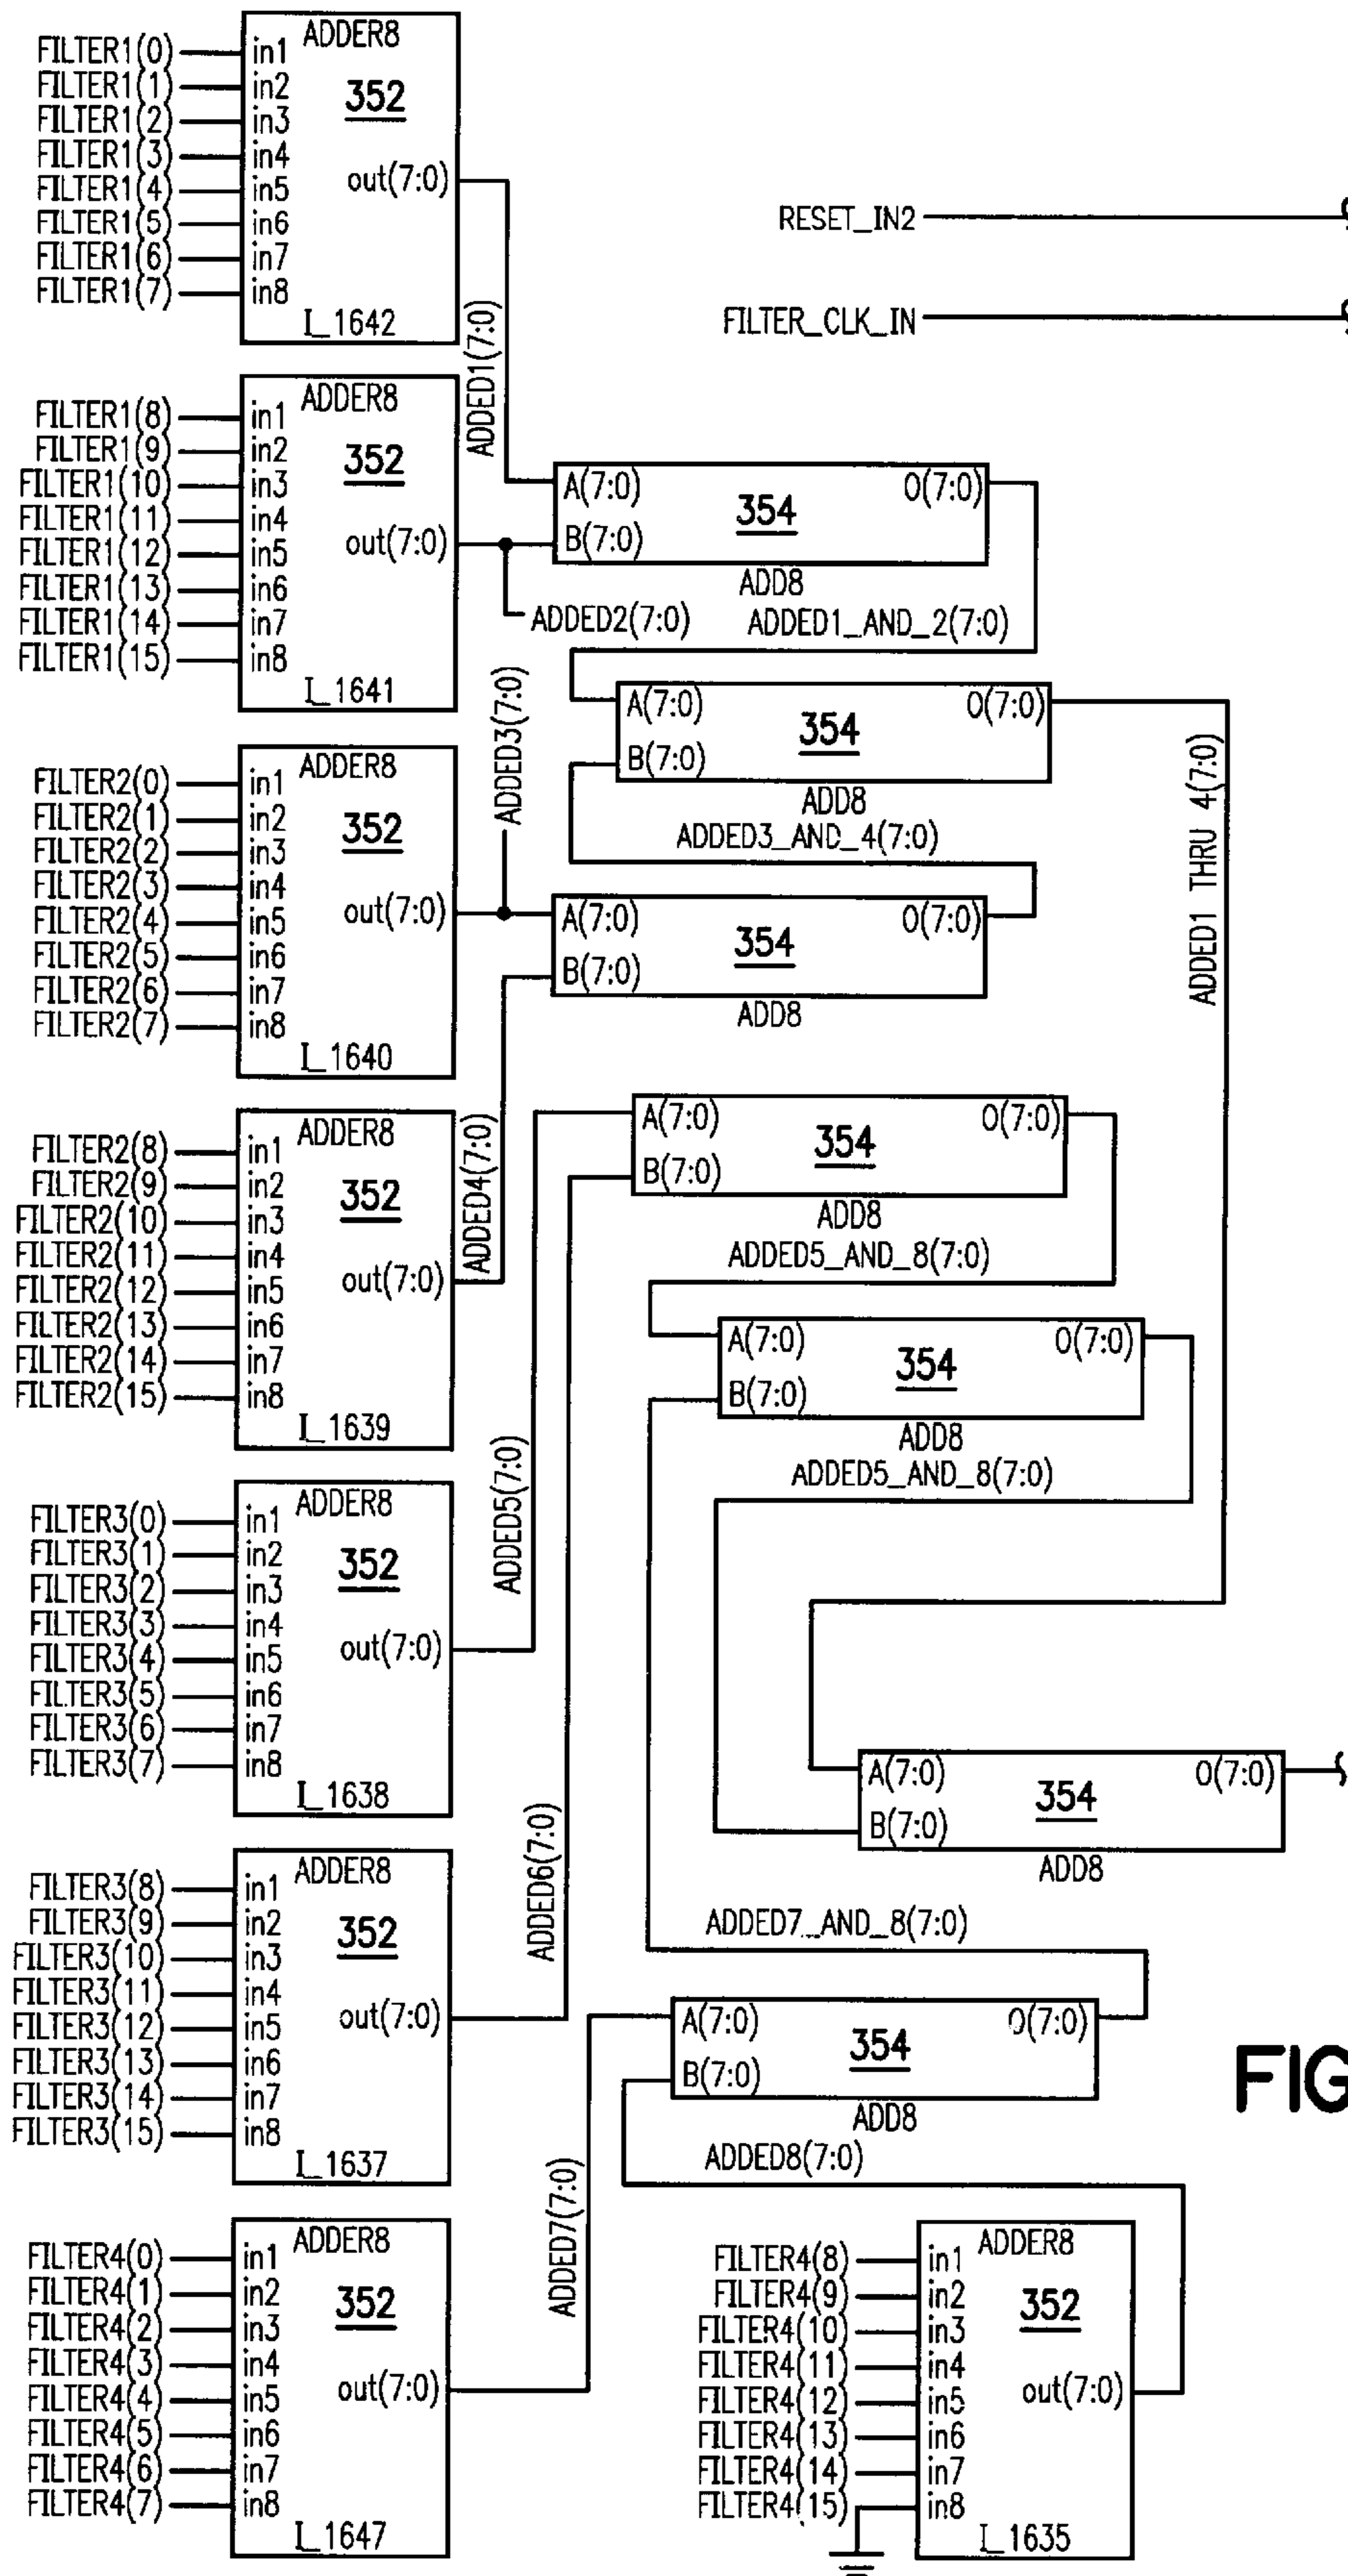 ADDER8
352
FILTER1(0) in1
FILTER1(1) in2
FILTER1(2) in3
FILTER1(3) in4
FILTER1(4) in5
FILTER1(5) in6
FILTER1(6) in7
FILTER1(7) in8
out(7:0)
I_1642
ADDED1(7:0)
RESET_IN2
FILTER_CLK_IN
ADDER8
352
FILTER1(8) in1
FILTER1(9) in2
FILTER1(10) in3
FILTER1(11) in4
FILTER1(12) in5
FILTER1(13) in6
FILTER1(14) in7
FILTER1(15) in8
out(7:0)
I_1641
A(7:0) O(7:0)
354
B(7:0)
ADD8
ADDED2(7:0) ADDED1_AND_2(7:0)
ADDED3(7:0)
A(7:0) O(7:0)
354
B(7:0)
ADD8
ADDED3_AND_4(7:0)
ADDED1 THRU 4(7:0)
ADDER8
352
FILTER2(0) in1
FILTER2(1) in2
FILTER2(2) in3
FILTER2(3) in4
FILTER2(4) in5
FILTER2(5) in6
FILTER2(6) in7
FILTER2(7) in8
out(7:0)
I_1640
A(7:0) O(7:0)
354
B(7:0)
ADD8
ADDER8
352
FILTER2(8) in1
FILTER2(9) in2
FILTER2(10) in3
FILTER2(11) in4
FILTER2(12) in5
FILTER2(13) in6
FILTER2(14) in7
FILTER2(15) in8
out(7:0)
I_1639
ADDED4(7:0)
A(7:0) O(7:0)
354
B(7:0)
ADD8
ADDED5_AND_8(7:0)
A(7:0) O(7:0)
354
B(7:0)
ADD8
ADDED5_AND_8(7:0)
ADDED5(7:0)
ADDER8
352
FILTER3(0) in1
FILTER3(1) in2
FILTER3(2) in3
FILTER3(3) in4
FILTER3(4) in5
FILTER3(5) in6
FILTER3(6) in7
FILTER3(7) in8
out(7:0)
I_1638
A(7:0) O(7:0)
354
B(7:0)
ADD8
ADDED6(7:0)
ADDER8
352
FILTER3(8) in1
FILTER3(9) in2
FILTER3(10) in3
FILTER3(11) in4
FILTER3(12) in5
FILTER3(13) in6
FILTER3(14) in7
FILTER3(15) in8
out(7:0)
I_1637
ADDED7_AND_8(7:0)
A(7:0) O(7:0)
354
B(7:0)
ADD8
ADDED8(7:0)
FIG
ADDED7(7:0)
ADDER8
352
FILTER4(0) in1
FILTER4(1) in2
FILTER4(2) in3
FILTER4(3) in4
FILTER4(4) in5
FILTER4(5) in6
FILTER4(6) in7
FILTER4(7) in8
out(7:0)
I_1647
ADDER8
352
FILTER4(8) in1
FILTER4(9) in2
FILTER4(10) in3
FILTER4(11) in4
FILTER4(12) in5
FILTER4(13) in6
FILTER4(14) in7
FILTER4(15) in8
out(7:0)
I_1635